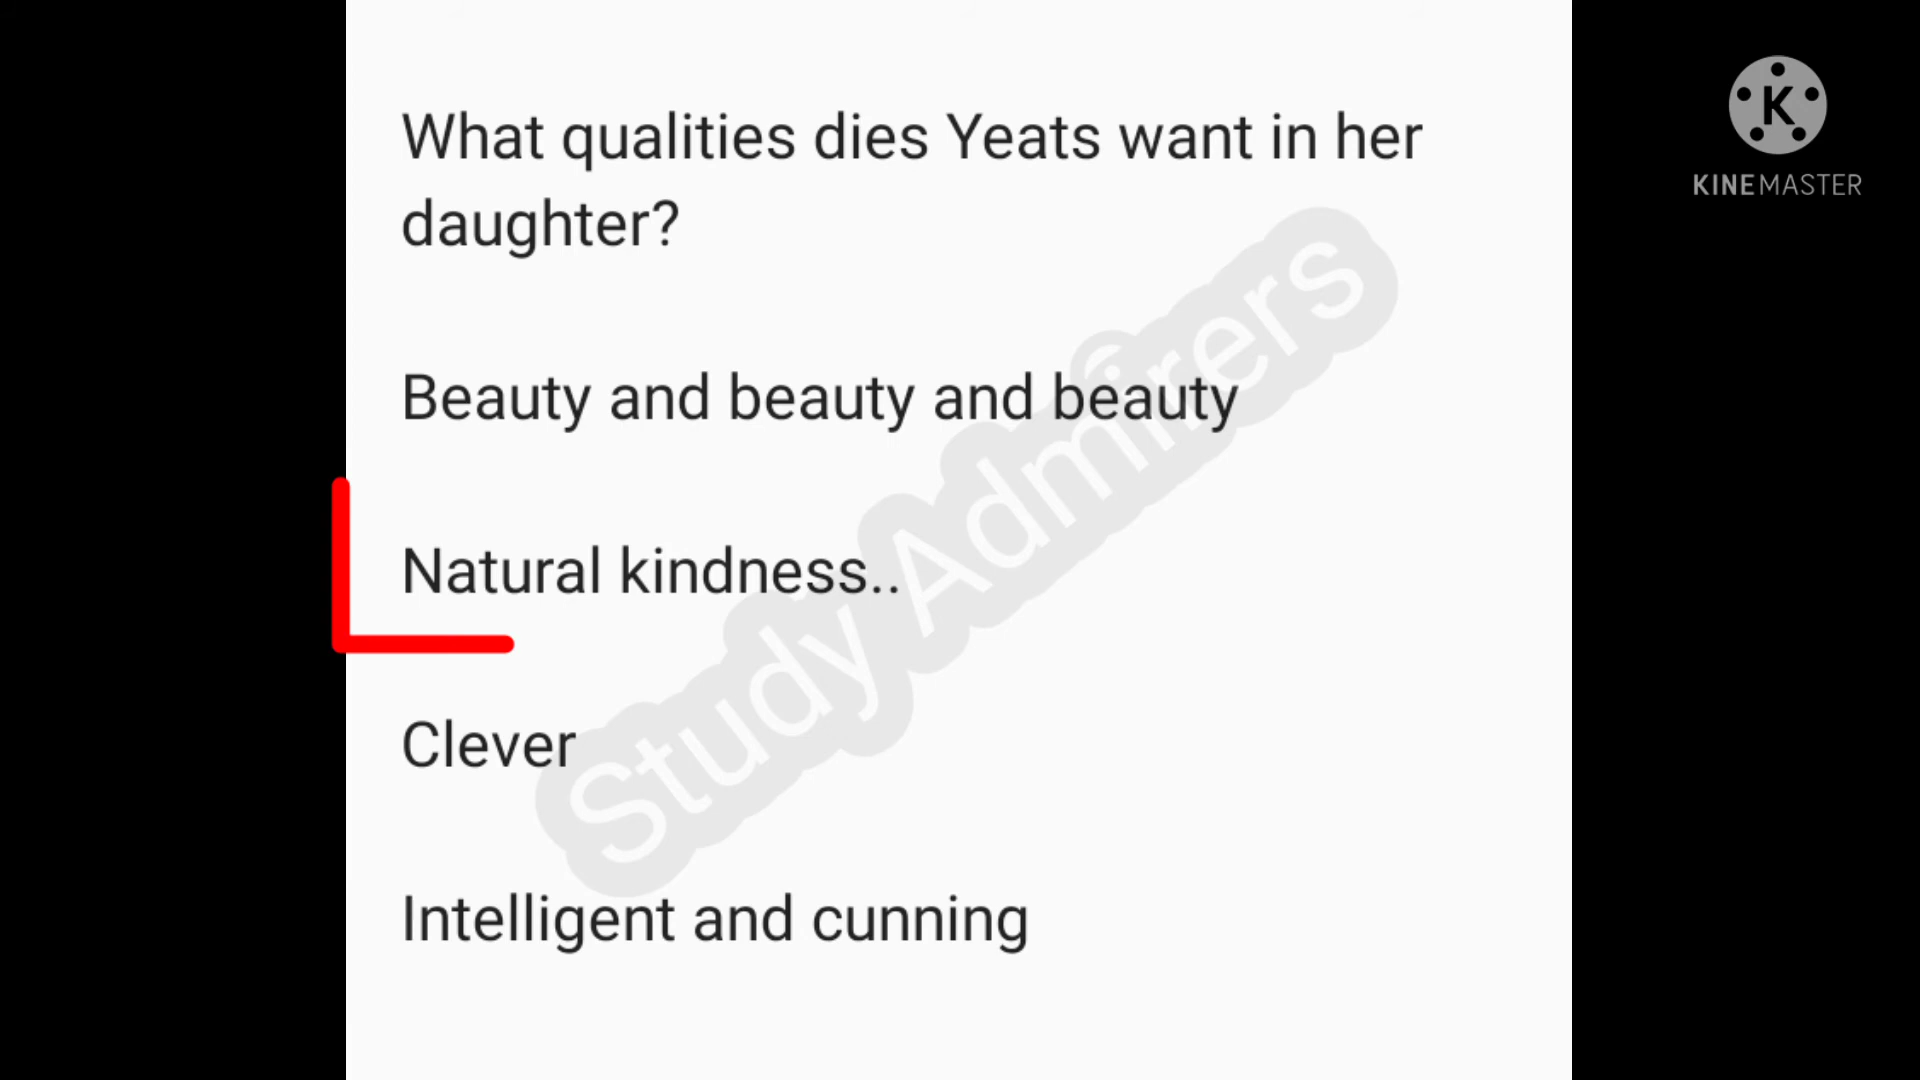 What qualities dies Yeats want in her
daughter?
Beauty and beauty and beauty
Natural kindness..
Clever
Intelligent and cunning
Study Admirers
K
KINEMASTER